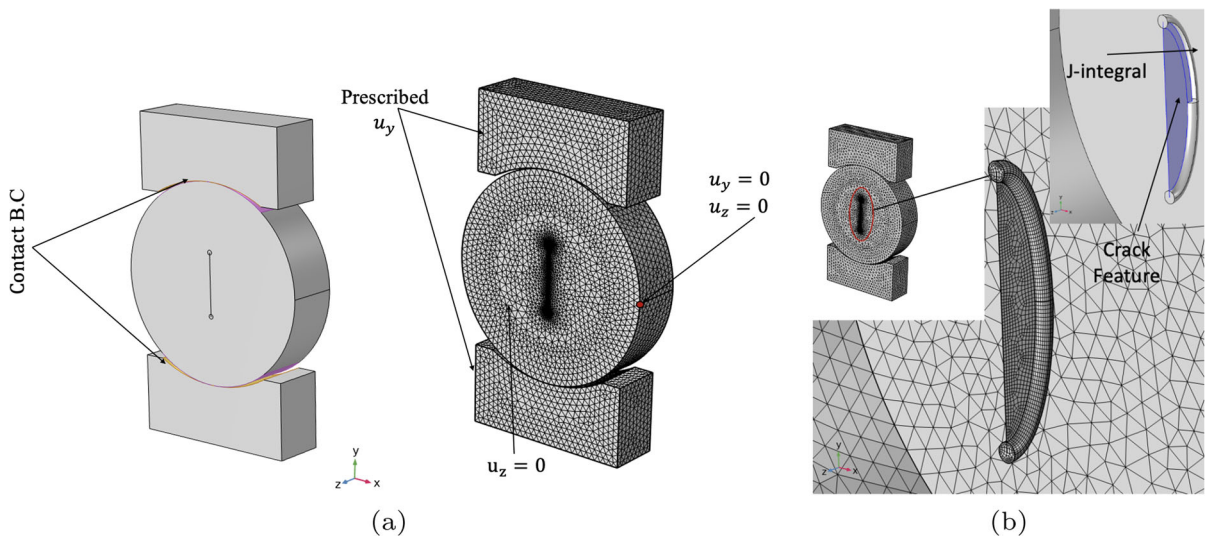 Contact B.C
Prescribed
u_y
u_y = 0
u_z = 0
u_z = 0
y
z
x
(a)
J-integral
y
z
x
Crack
Feature
y
z
x
(b)